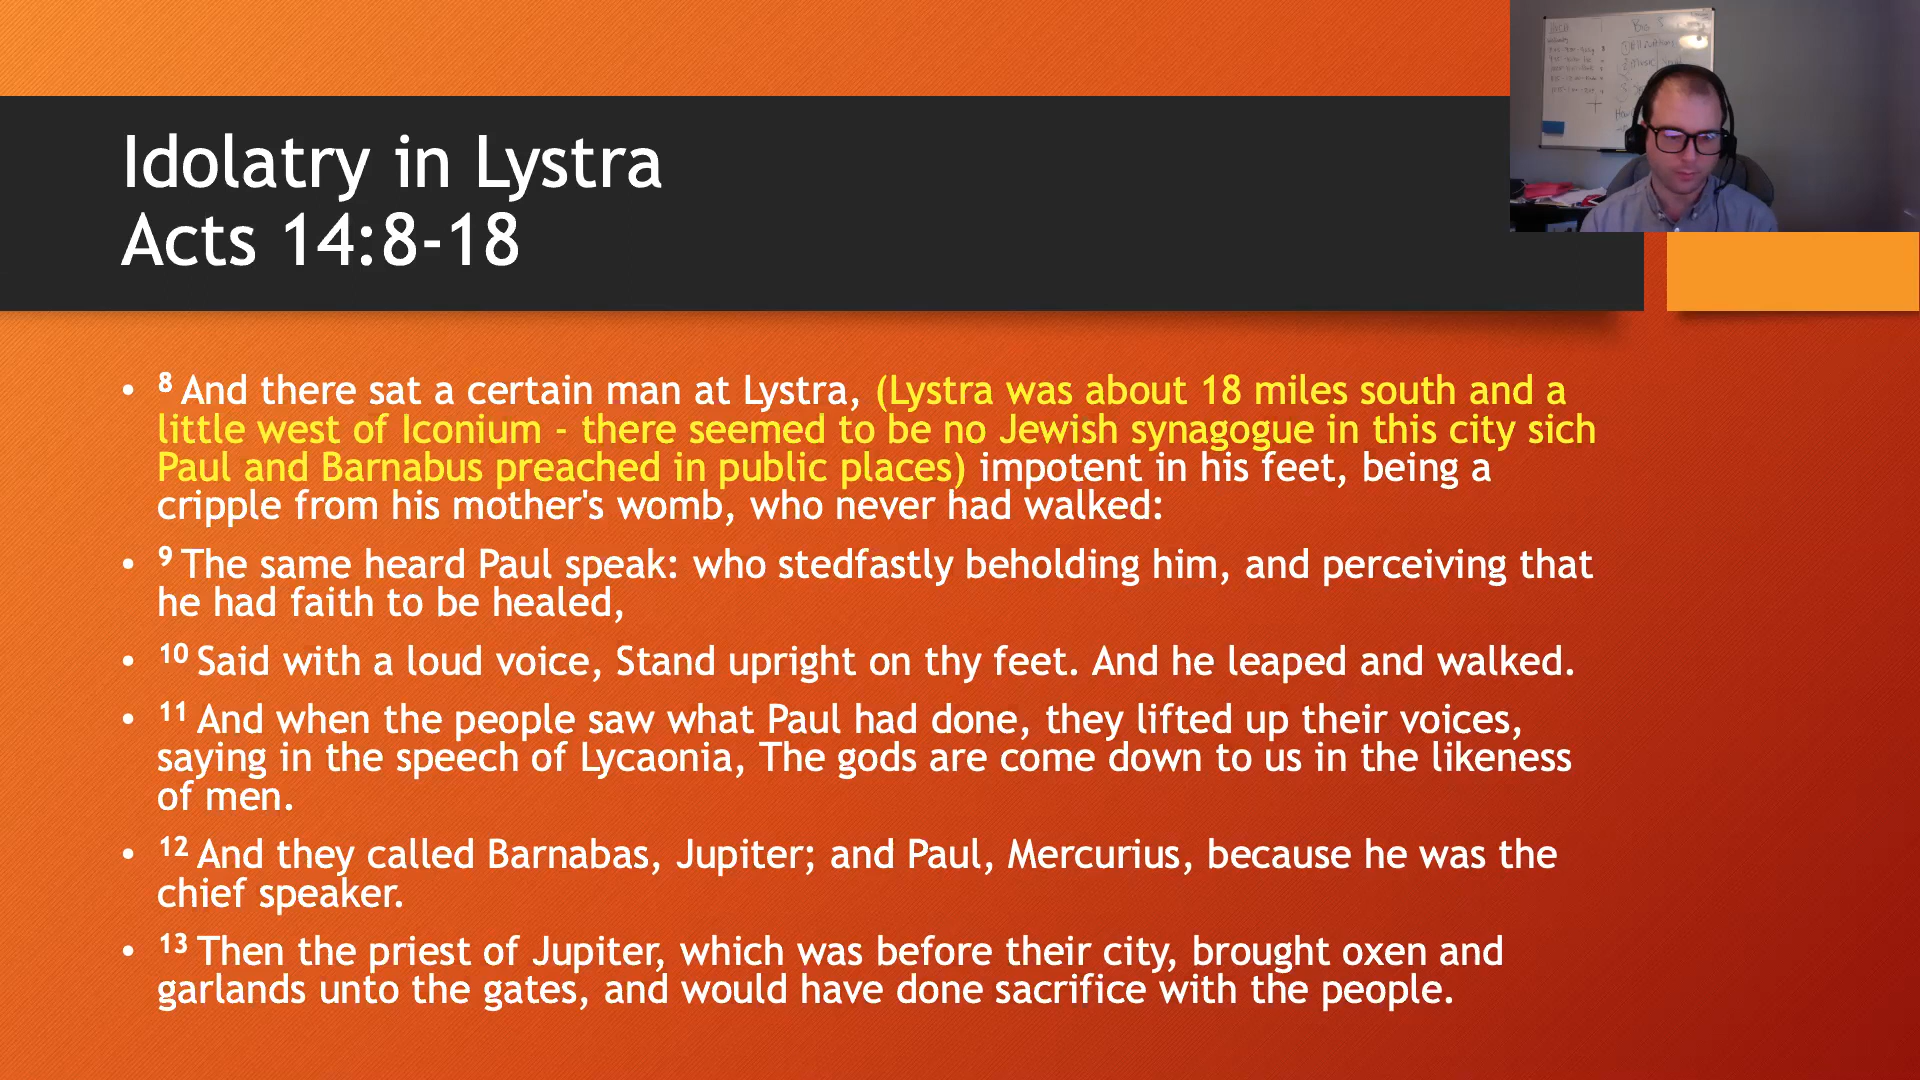 Idolatry in Lystra
Acts 14:8-18
• 8 And there sat a certain man at Lystra, (Lystra was about 18 miles south and a
little west of Iconium - there seemed to be no Jewish synagogue in this city sich
Paul and Barnabus preached in public places) impotent in his feet, being a
cripple from his mother's womb, who never had walked:
• 9 The same heard Paul speak: who stedfastly beholding him, and perceiving that
he had faith to be healed,
• 10 Said with a loud voice, Stand upright on thy feet. And he leaped and walked.
• 11 And when the people saw what Paul had done, they lifted up their voices,
saying in the speech of Lycaonia, The gods are come down to us in the likeness
of men.
• 12 And they called Barnabas, Jupiter; and Paul, Mercurius, because he was the
chief speaker.
• 13 Then the priest of Jupiter, which was before their city, brought oxen and
garlands unto the gates, and would have done sacrifice with the people.